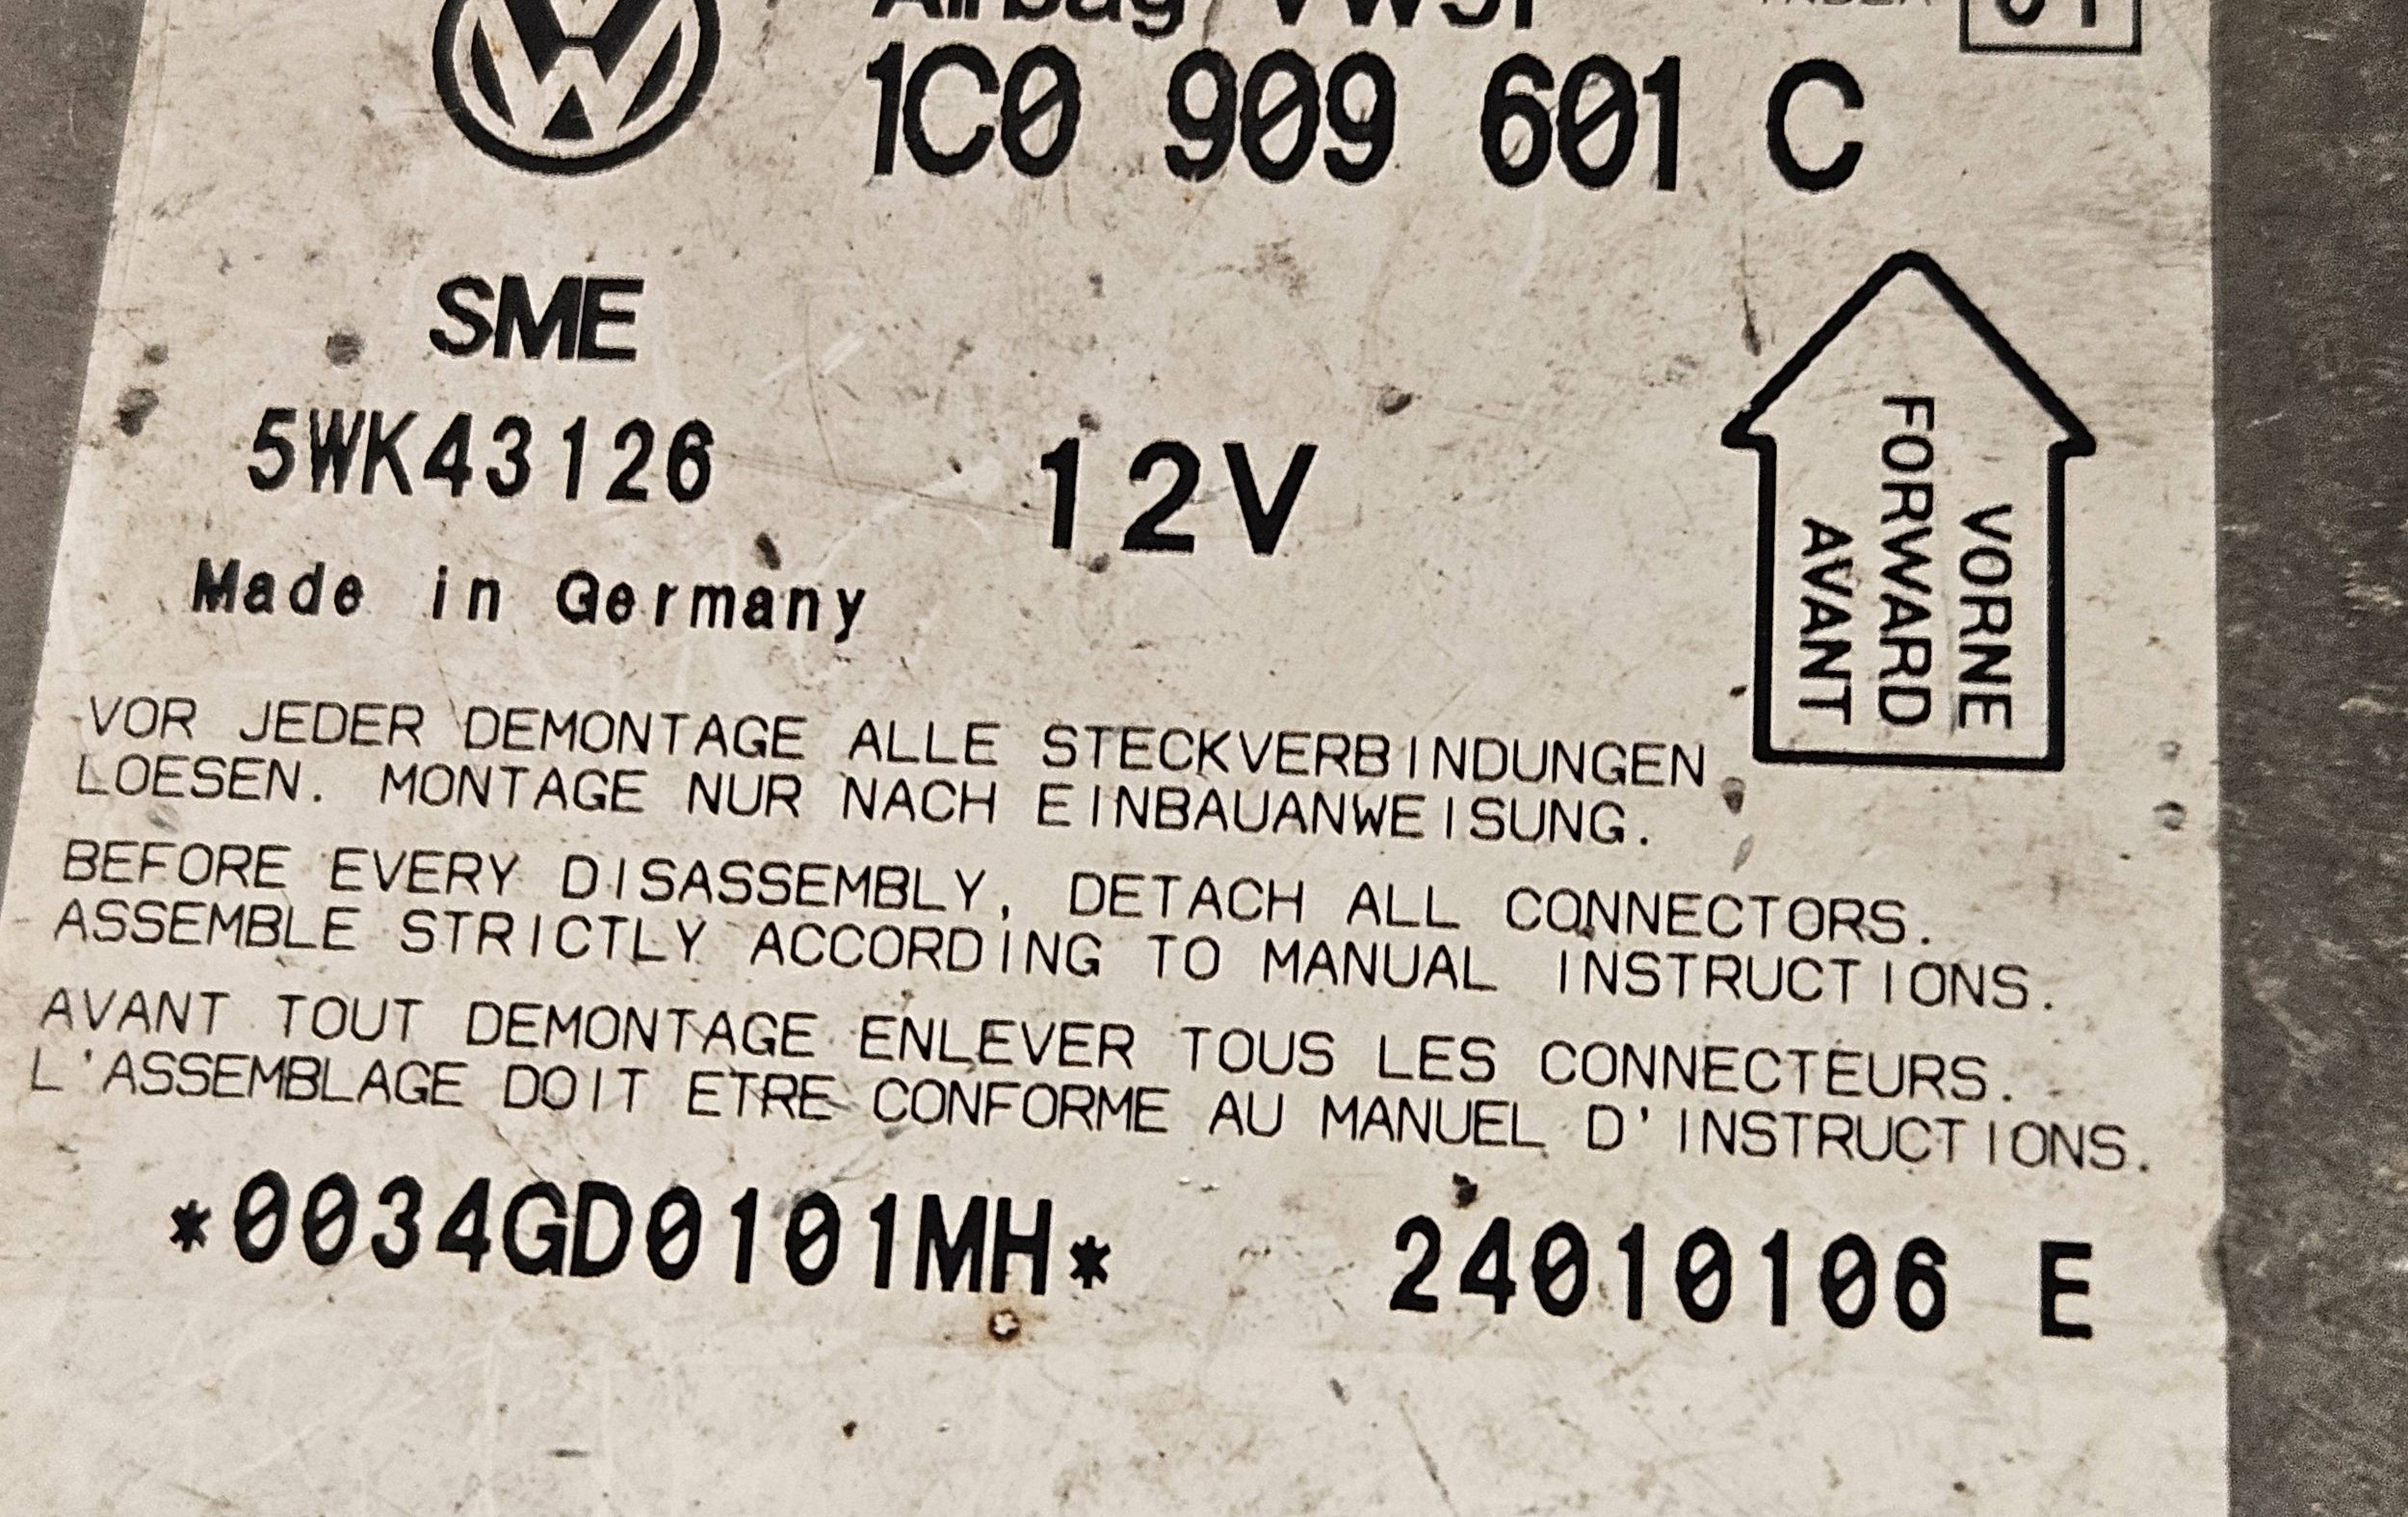 Airbag VW51
1C0 909 601 C
SME
5WK43126
12V
VORNE
FORWARD
AVANT
Made in Germany
VOR JEDER DEMONTAGE ALLE STECKVERBINDUNGEN
LOESEN. MONTAGE NUR NACH EINBAUANWEISUNG.
BEFORE EVERY DISASSEMBLY, DETACH ALL CONNECTORS.
ASSEMBLE STRICTLY ACCORDING TO MANUAL INSTRUCTIONS.
AVANT TOUT DEMONTAGE ENLEVER TOUS LES CONNECTEURS.
L'ASSEMBLAGE DOIT ETRE CONFORME AU MANUEL D'INSTRUCTIONS.
*0034GD0101MH*
24010106 E